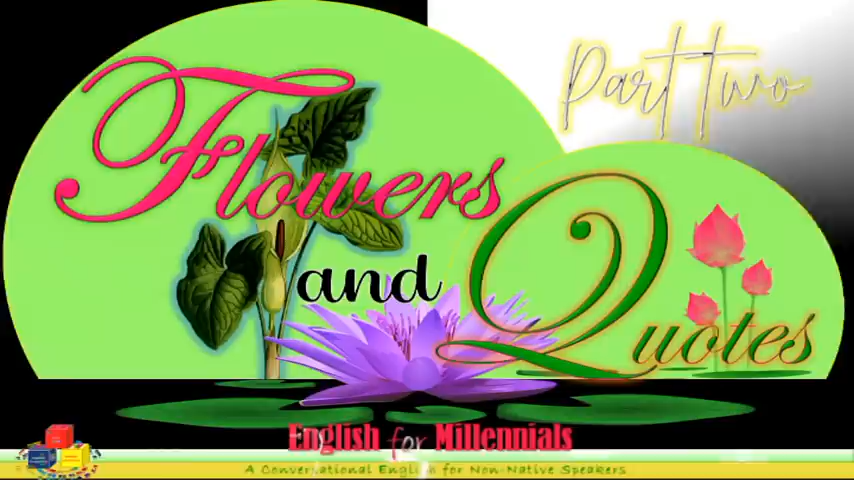 Part two
Flowers
and
Quotes
English for Millennials
A Conversational English for Non-Native Speakers